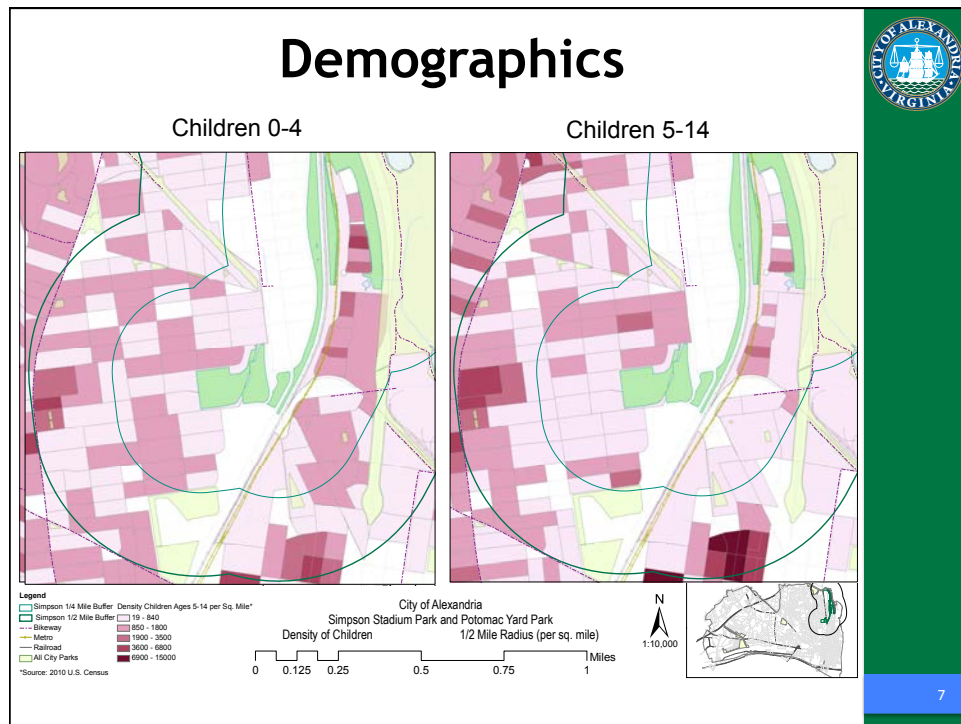 Demographics
CITY OF ALEXANDRIA
VIRGINIA
Children 0-4
Children 5-14
Legend
Simpson 1/4 Mile Buffer
Simpson 1/2 Mile Buffer
Bikeway
Metro
Railroad
All City Parks
*Source: 2010 U.S. Census
Density Children Ages 5-14 per Sq. Mile*
19 - 840
850 - 1800
1900 - 3500
3600 - 6800
6900 - 15000
City of Alexandria
Simpson Stadium Park and Potomac Yard Park
Density of Children 1/2 Mile Radius (per sq. mile)
Miles
0 0.125 0.25 0.5 0.75 1
N
1:10,000
7